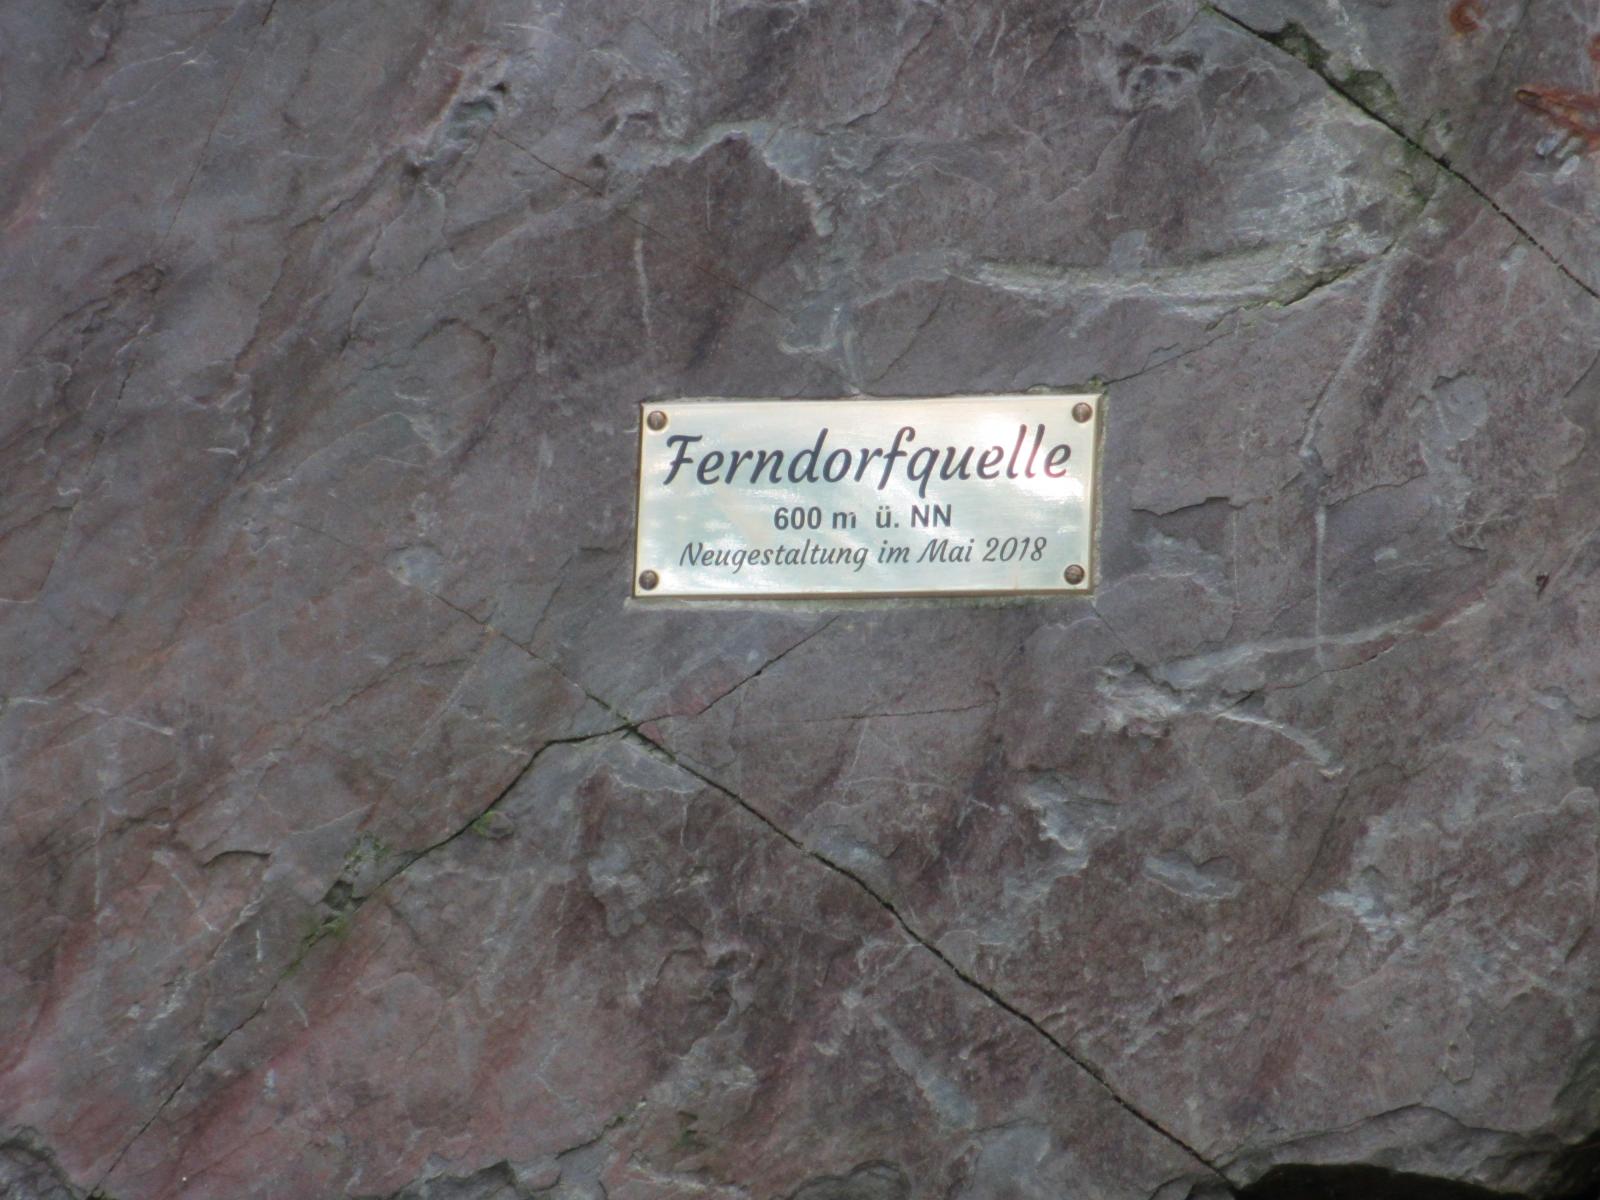 Ferndorfquelle
600 m ü. NN
Neugestaltung im Mai 2018